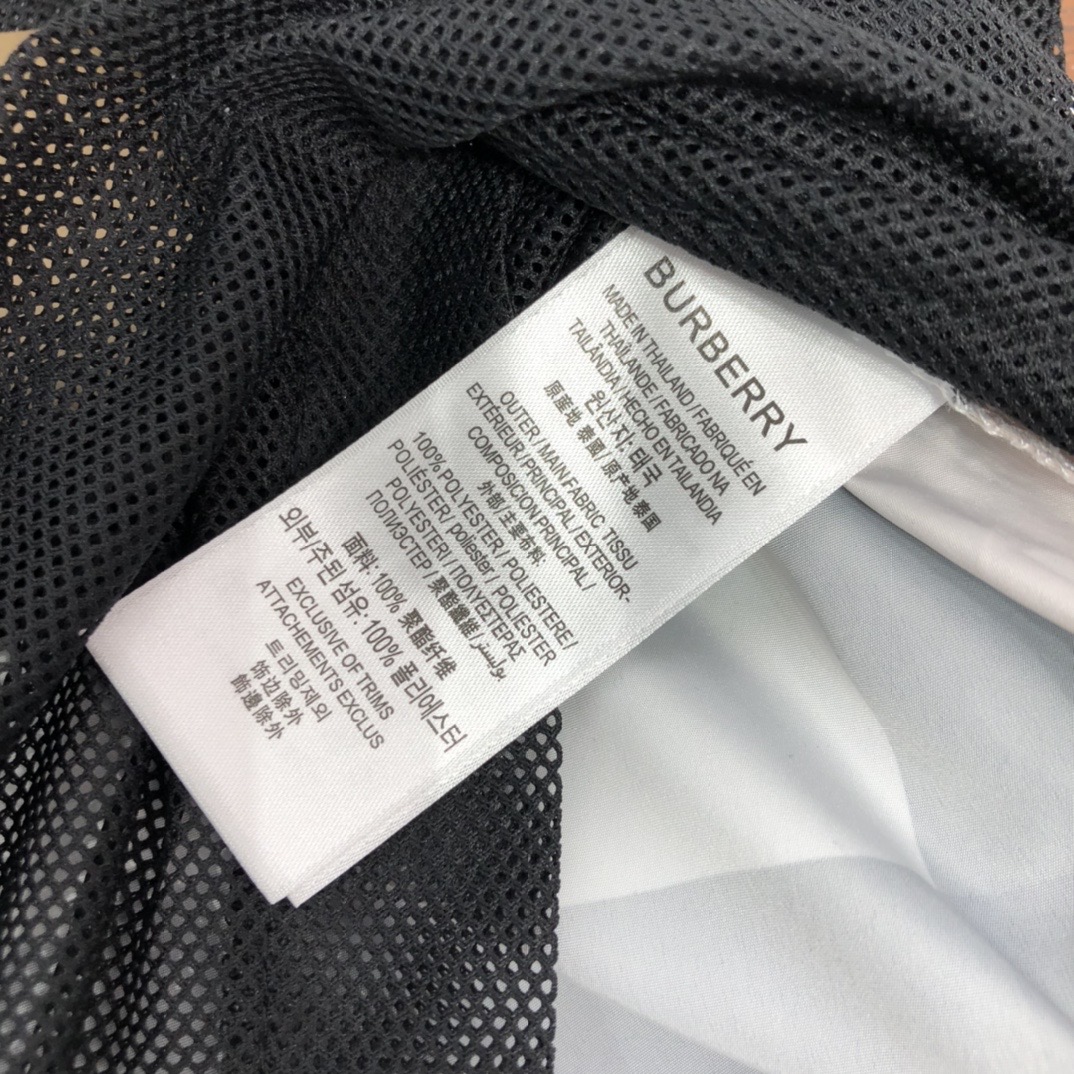 BURBERRY
MADE IN THAILAND / FABRIQUÉ EN
THAÏLANDE / FABRICADO NA
TAILÂNDIA / HECHO EN TAILANDIA
원산지: 태국
原産地 泰國 / 原产地 泰国
OUTER / MAIN FABRIC TISSU
EXTÉRIEUR / PRINCIPAL / EXTERIOR-
COMPOSICION PRINCIPAL /
外部 / 主要布料:
100% POLYESTER / POLIESTERE /
POLIÉSTER / poliester / POLIESTER
POLYESTER / ΠΟΛΥΕΣΤΕΡΑΣ
ПОЛИЭСТЕР / 聚酯纖維 / بوليستر
面料: 100% 聚酯纤维
외부/주된 섬유: 100% 폴리에스터
EXCLUSIVE OF TRIMS
ATTACHEMENTS EXCLUS
트리밍제외
饰边除外
飾邊除外